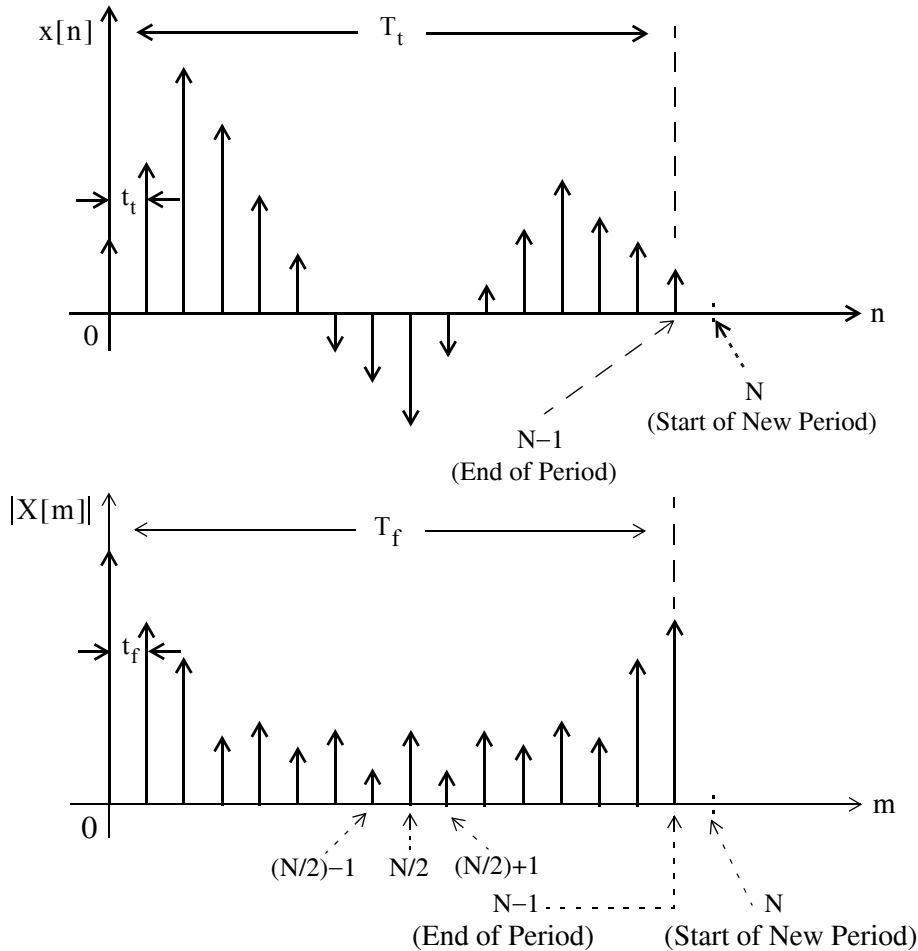 x[n]
T_t
t_t
0
n
N
(Start of New Period)
N−1
(End of Period)
|X[m]|
T_f
t_f
0
m
(N/2)−1
N/2
(N/2)+1
N−1
N
(End of Period)
(Start of New Period)